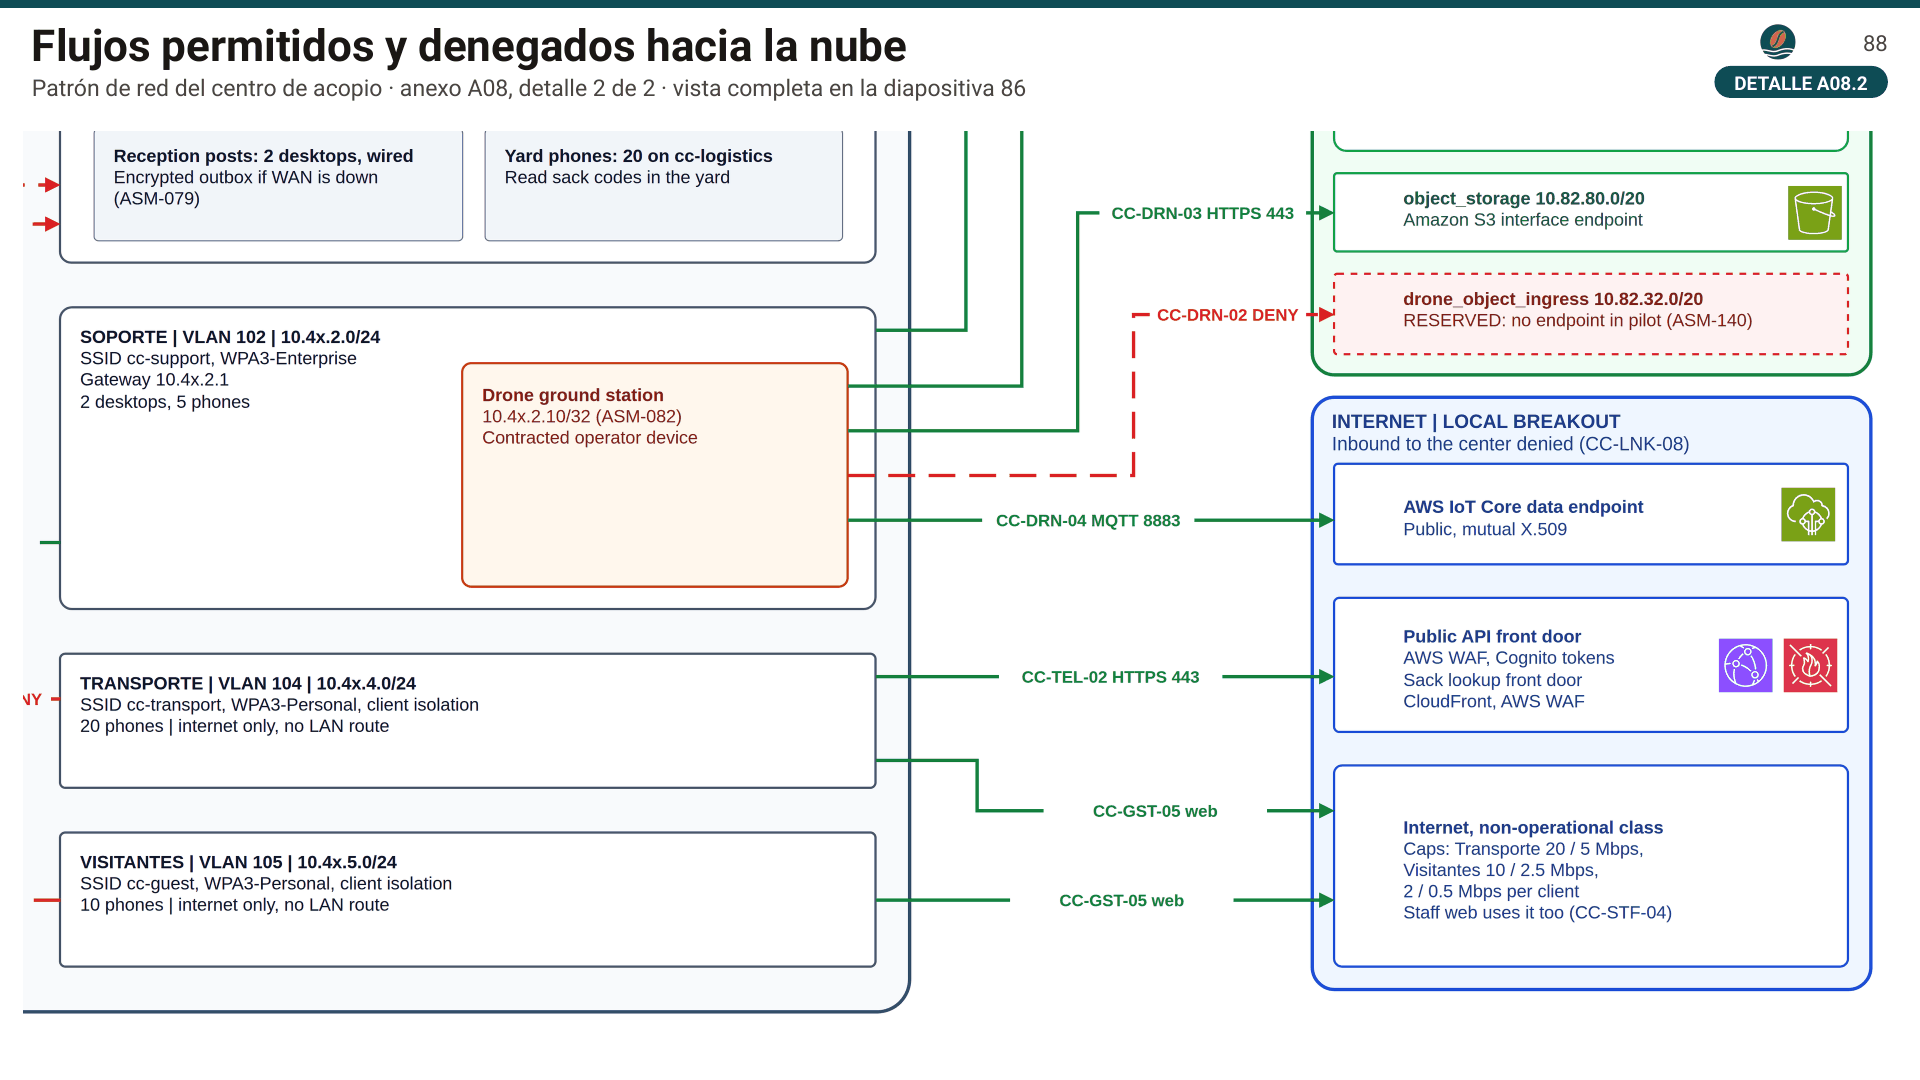 Flujos permitidos y denegados hacia la nube
Patrón de red del centro de acopio · anexo A08, detalle 2 de 2 · vista completa en la diapositiva 86
88
DETALLE A08.2
Reception posts: 2 desktops, wired
Encrypted outbox if WAN is down
(ASM-079)
Yard phones: 20 on cc-logistics
Read sack codes in the yard
SOPORTE | VLAN 102 | 10.4x.2.0/24
SSID cc-support, WPA3-Enterprise
Gateway 10.4x.2.1
2 desktops, 5 phones
Drone ground station
10.4x.2.10/32 (ASM-082)
Contracted operator device
NY
TRANSPORTE | VLAN 104 | 10.4x.4.0/24
SSID cc-transport, WPA3-Personal, client isolation
20 phones | internet only, no LAN route
VISITANTES | VLAN 105 | 10.4x.5.0/24
SSID cc-guest, WPA3-Personal, client isolation
10 phones | internet only, no LAN route
CC-DRN-03 HTTPS 443
CC-DRN-02 DENY
CC-DRN-04 MQTT 8883
CC-TEL-02 HTTPS 443
CC-GST-05 web
CC-GST-05 web
object_storage 10.82.80.0/20
Amazon S3 interface endpoint
drone_object_ingress 10.82.32.0/20
RESERVED: no endpoint in pilot (ASM-140)
INTERNET | LOCAL BREAKOUT
Inbound to the center denied (CC-LNK-08)
AWS IoT Core data endpoint
Public, mutual X.509
Public API front door
AWS WAF, Cognito tokens
Sack lookup front door
CloudFront, AWS WAF
Internet, non-operational class
Caps: Transporte 20 / 5 Mbps,
Visitantes 10 / 2.5 Mbps,
2 / 0.5 Mbps per client
Staff web uses it too (CC-STF-04)